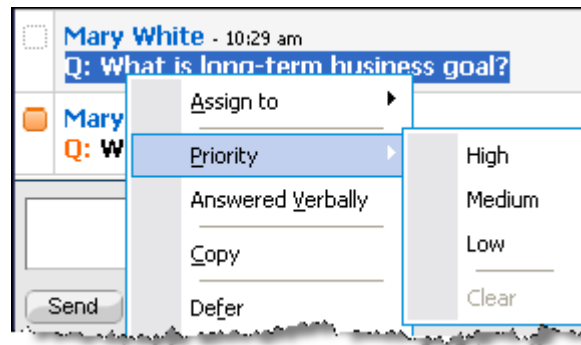 Mary White - 10:29 am
Q: What is long-term business goal?
Mary
Q: W
Assign to
Priority
Answered Verbally
Copy
Defer
High
Medium
Low
Clear
Send